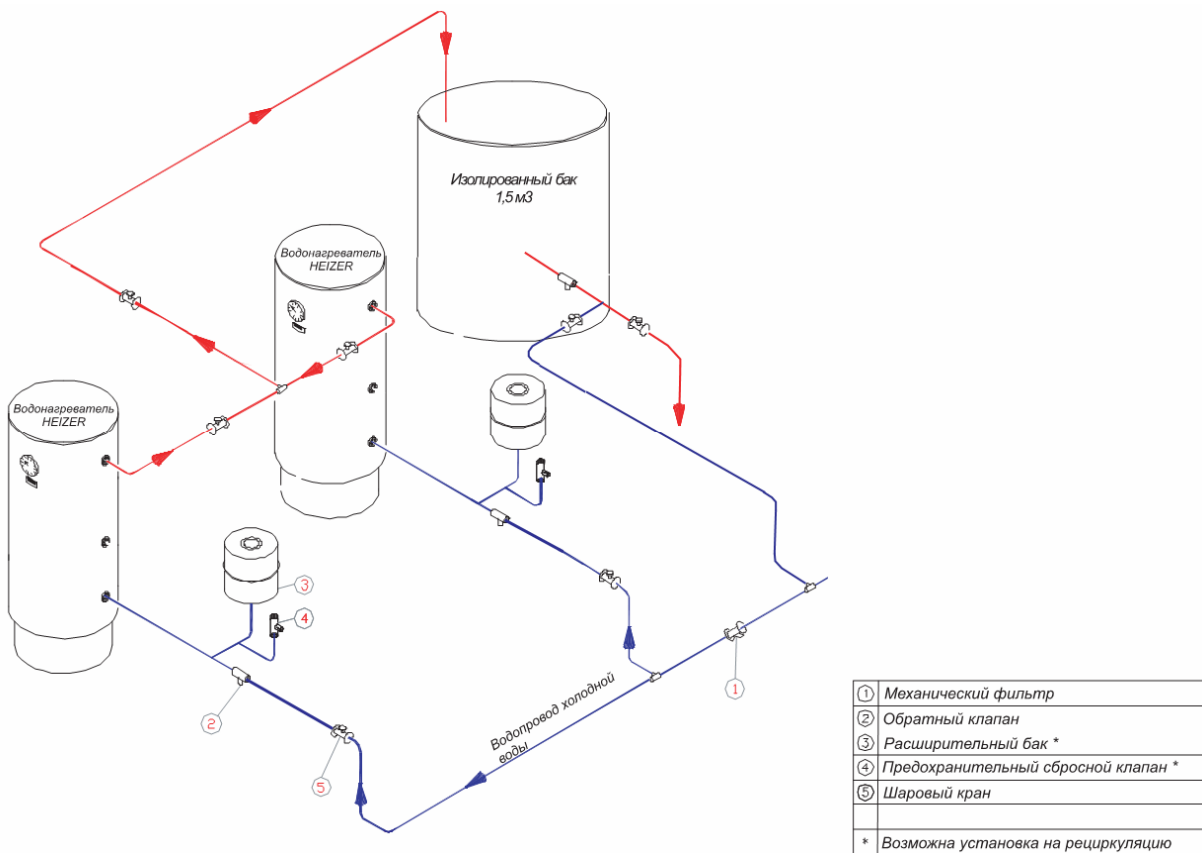 Изолированный бак
1,5 м3
Водонагреватель
HEIZER
Водонагреватель
HEIZER
3
4
2
5
1
Водопровод холодной
воды
1 Механический фильтр
2 Обратный клапан
3 Расширительный бак *
4 Предохранительный сбросной клапан *
5 Шаровый кран
* Возможна установка на рециркуляцию